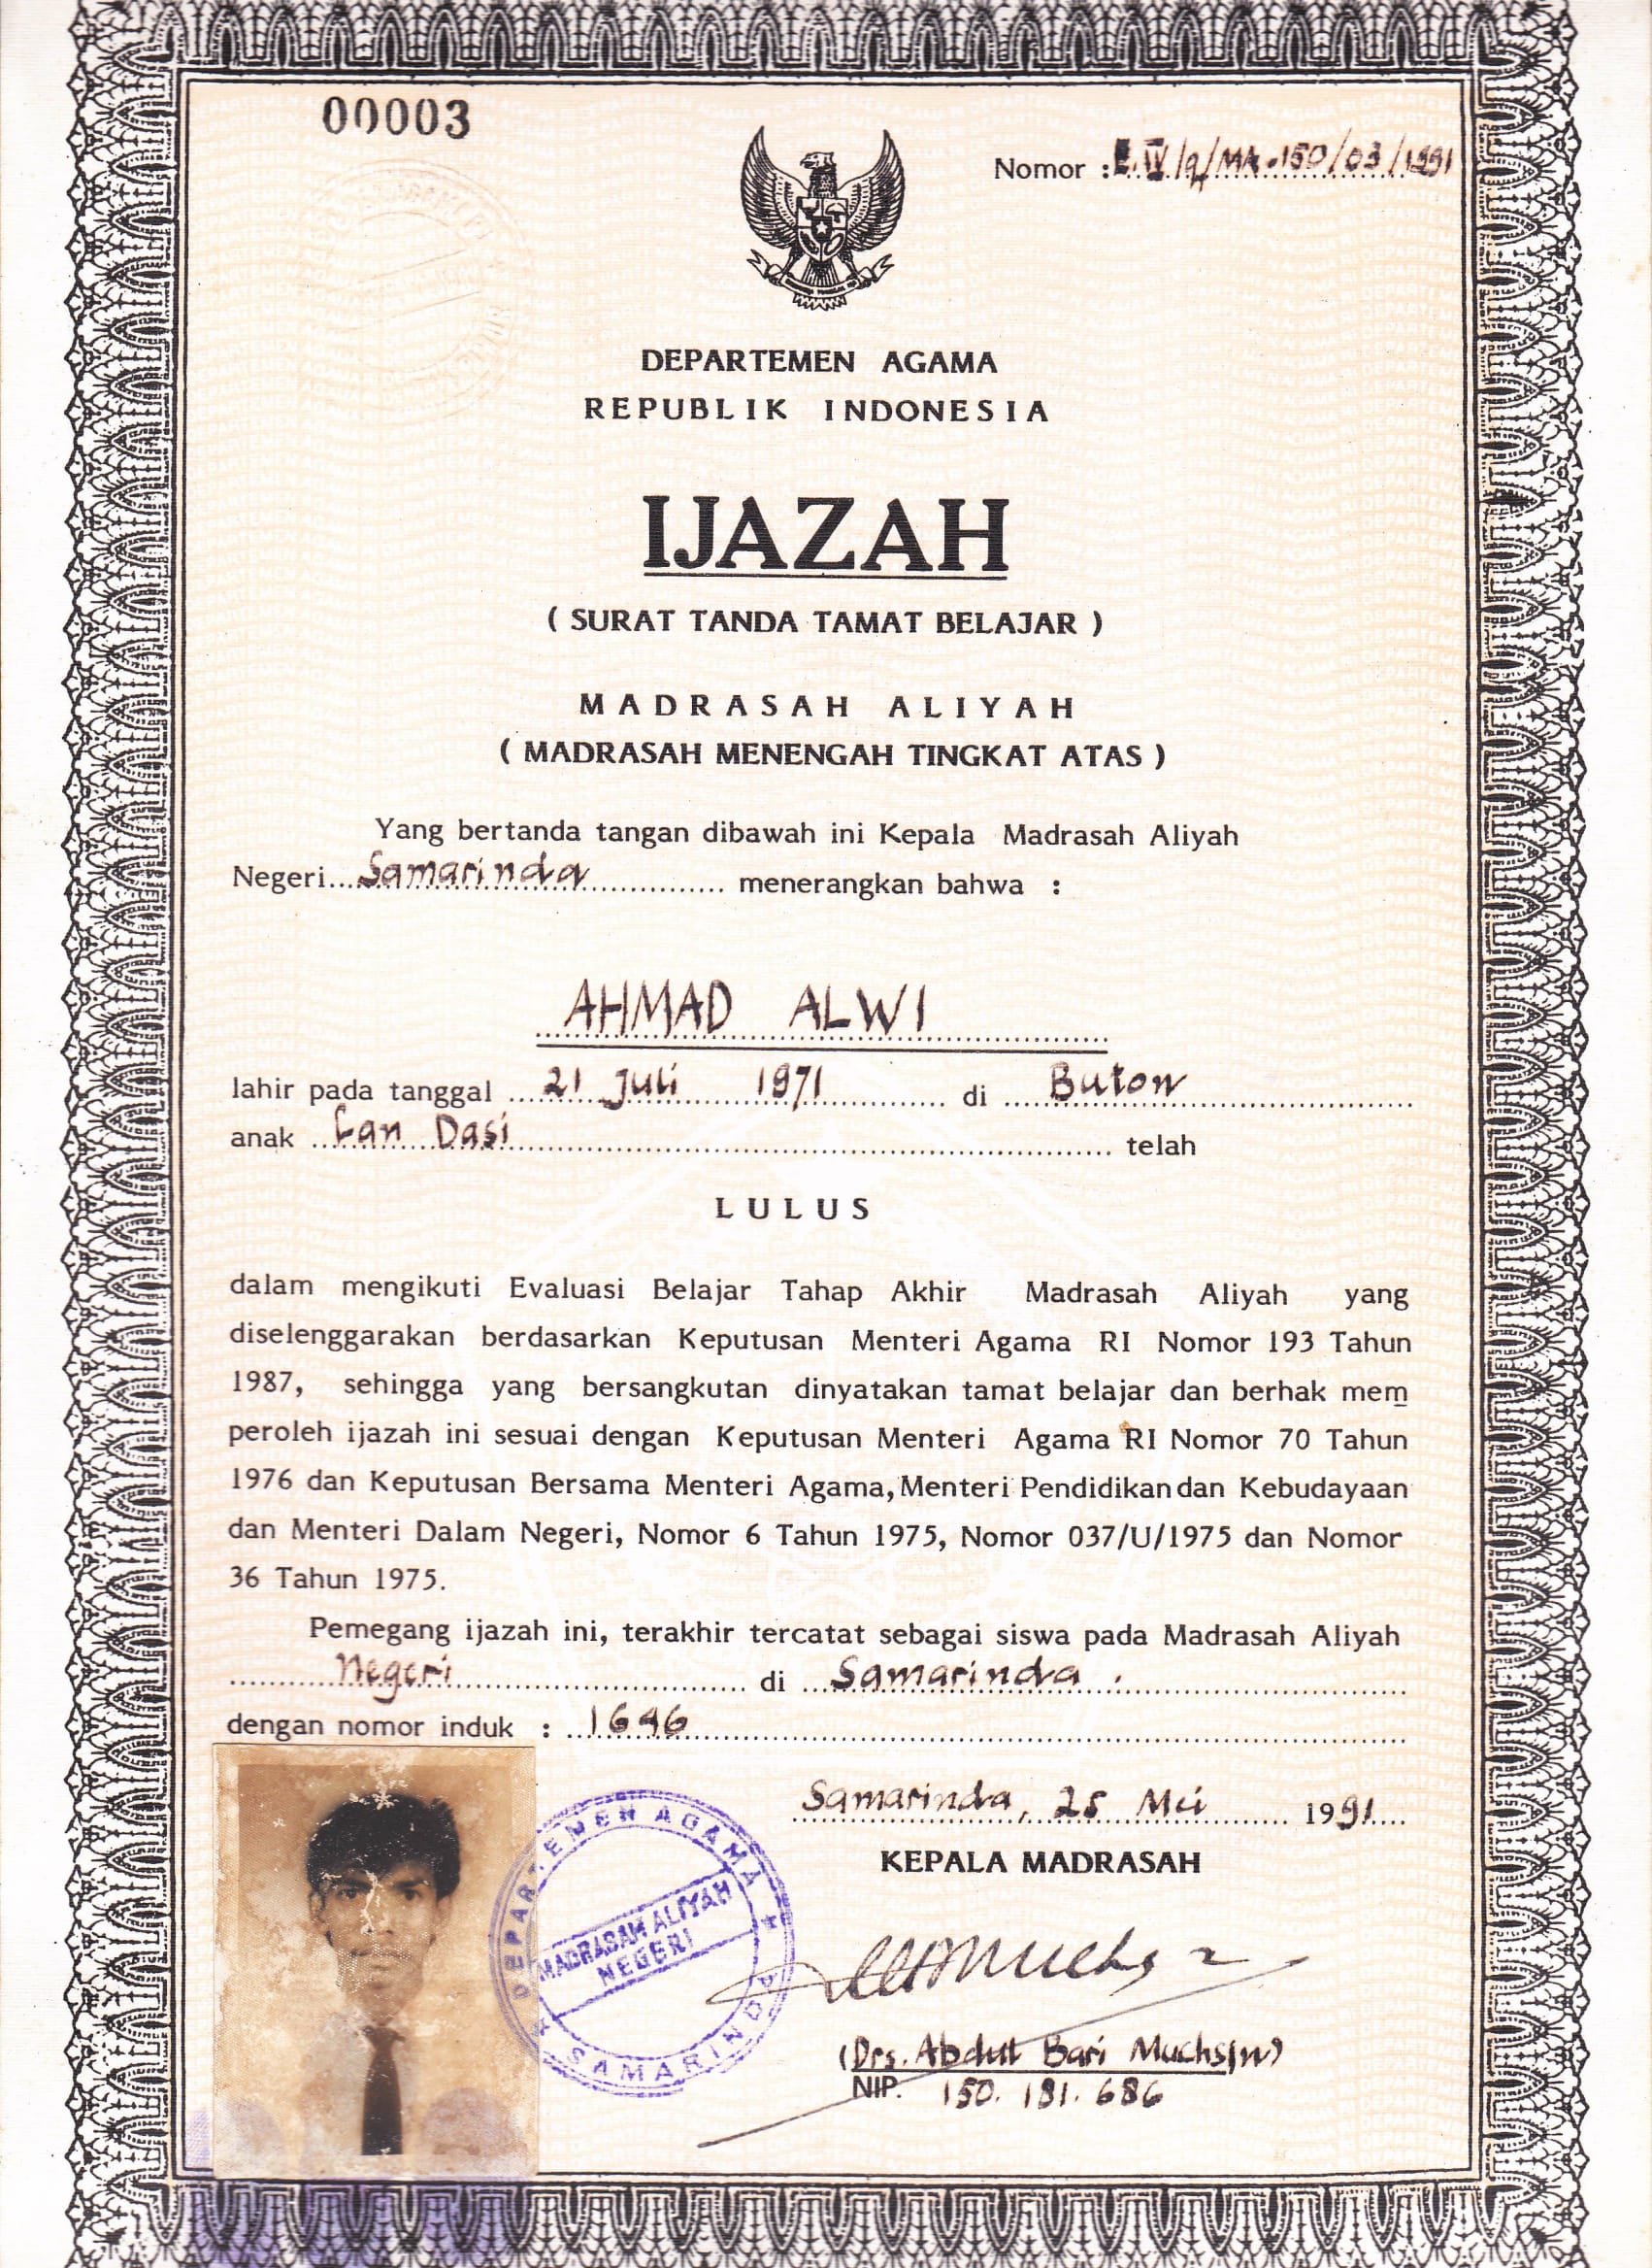 00003
Nomor : E.IV/a/MA.150/03/1991
DEPARTEMEN AGAMA
REPUBLIK INDONESIA
IJAZAH
( SURAT TANDA TAMAT BELAJAR )
MADRASAH ALIYAH
( MADRASAH MENENGAH TINGKAT ATAS )
Yang bertanda tangan dibawah ini Kepala Madrasah Aliyah
Negeri...Samarinda............ menerangkan bahwa :
AHMAD ALWI
lahir pada tanggal ...21 Juli 1971............ di ...Buton............
anak ...Dasi............ telah
LULUS
dalam mengikuti Evaluasi Belajar Tahap Akhir Madrasah Aliyah yang
diselenggarakan berdasarkan Keputusan Menteri Agama RI Nomor 193 Tahun
1987, sehingga yang bersangkutan dinyatakan tamat belajar dan berhak mem
peroleh ijazah ini sesuai dengan Keputusan Menteri Agama RI Nomor 70 Tahun
1976 dan Keputusan Bersama Menteri Agama, Menteri Pendidikan dan Kebudayaan
dan Menteri Dalam Negeri, Nomor 6 Tahun 1975, Nomor 037/U/1975 dan Nomor
36 Tahun 1975.
Pemegang ijazah ini, terakhir tercatat sebagai siswa pada Madrasah Aliyah
......Negeri............ di ...Samarinda.............
dengan nomor induk : ...1646............
Samarinda, 25 Mei 1991....
KEPALA MADRASAH
DEPARTEMEN AGAMA
MADRASAH ALIYAH
NEGERI
SAMARINDA
(Drs. Abdul Bari Muchsin)
NIP. 150. 181. 686